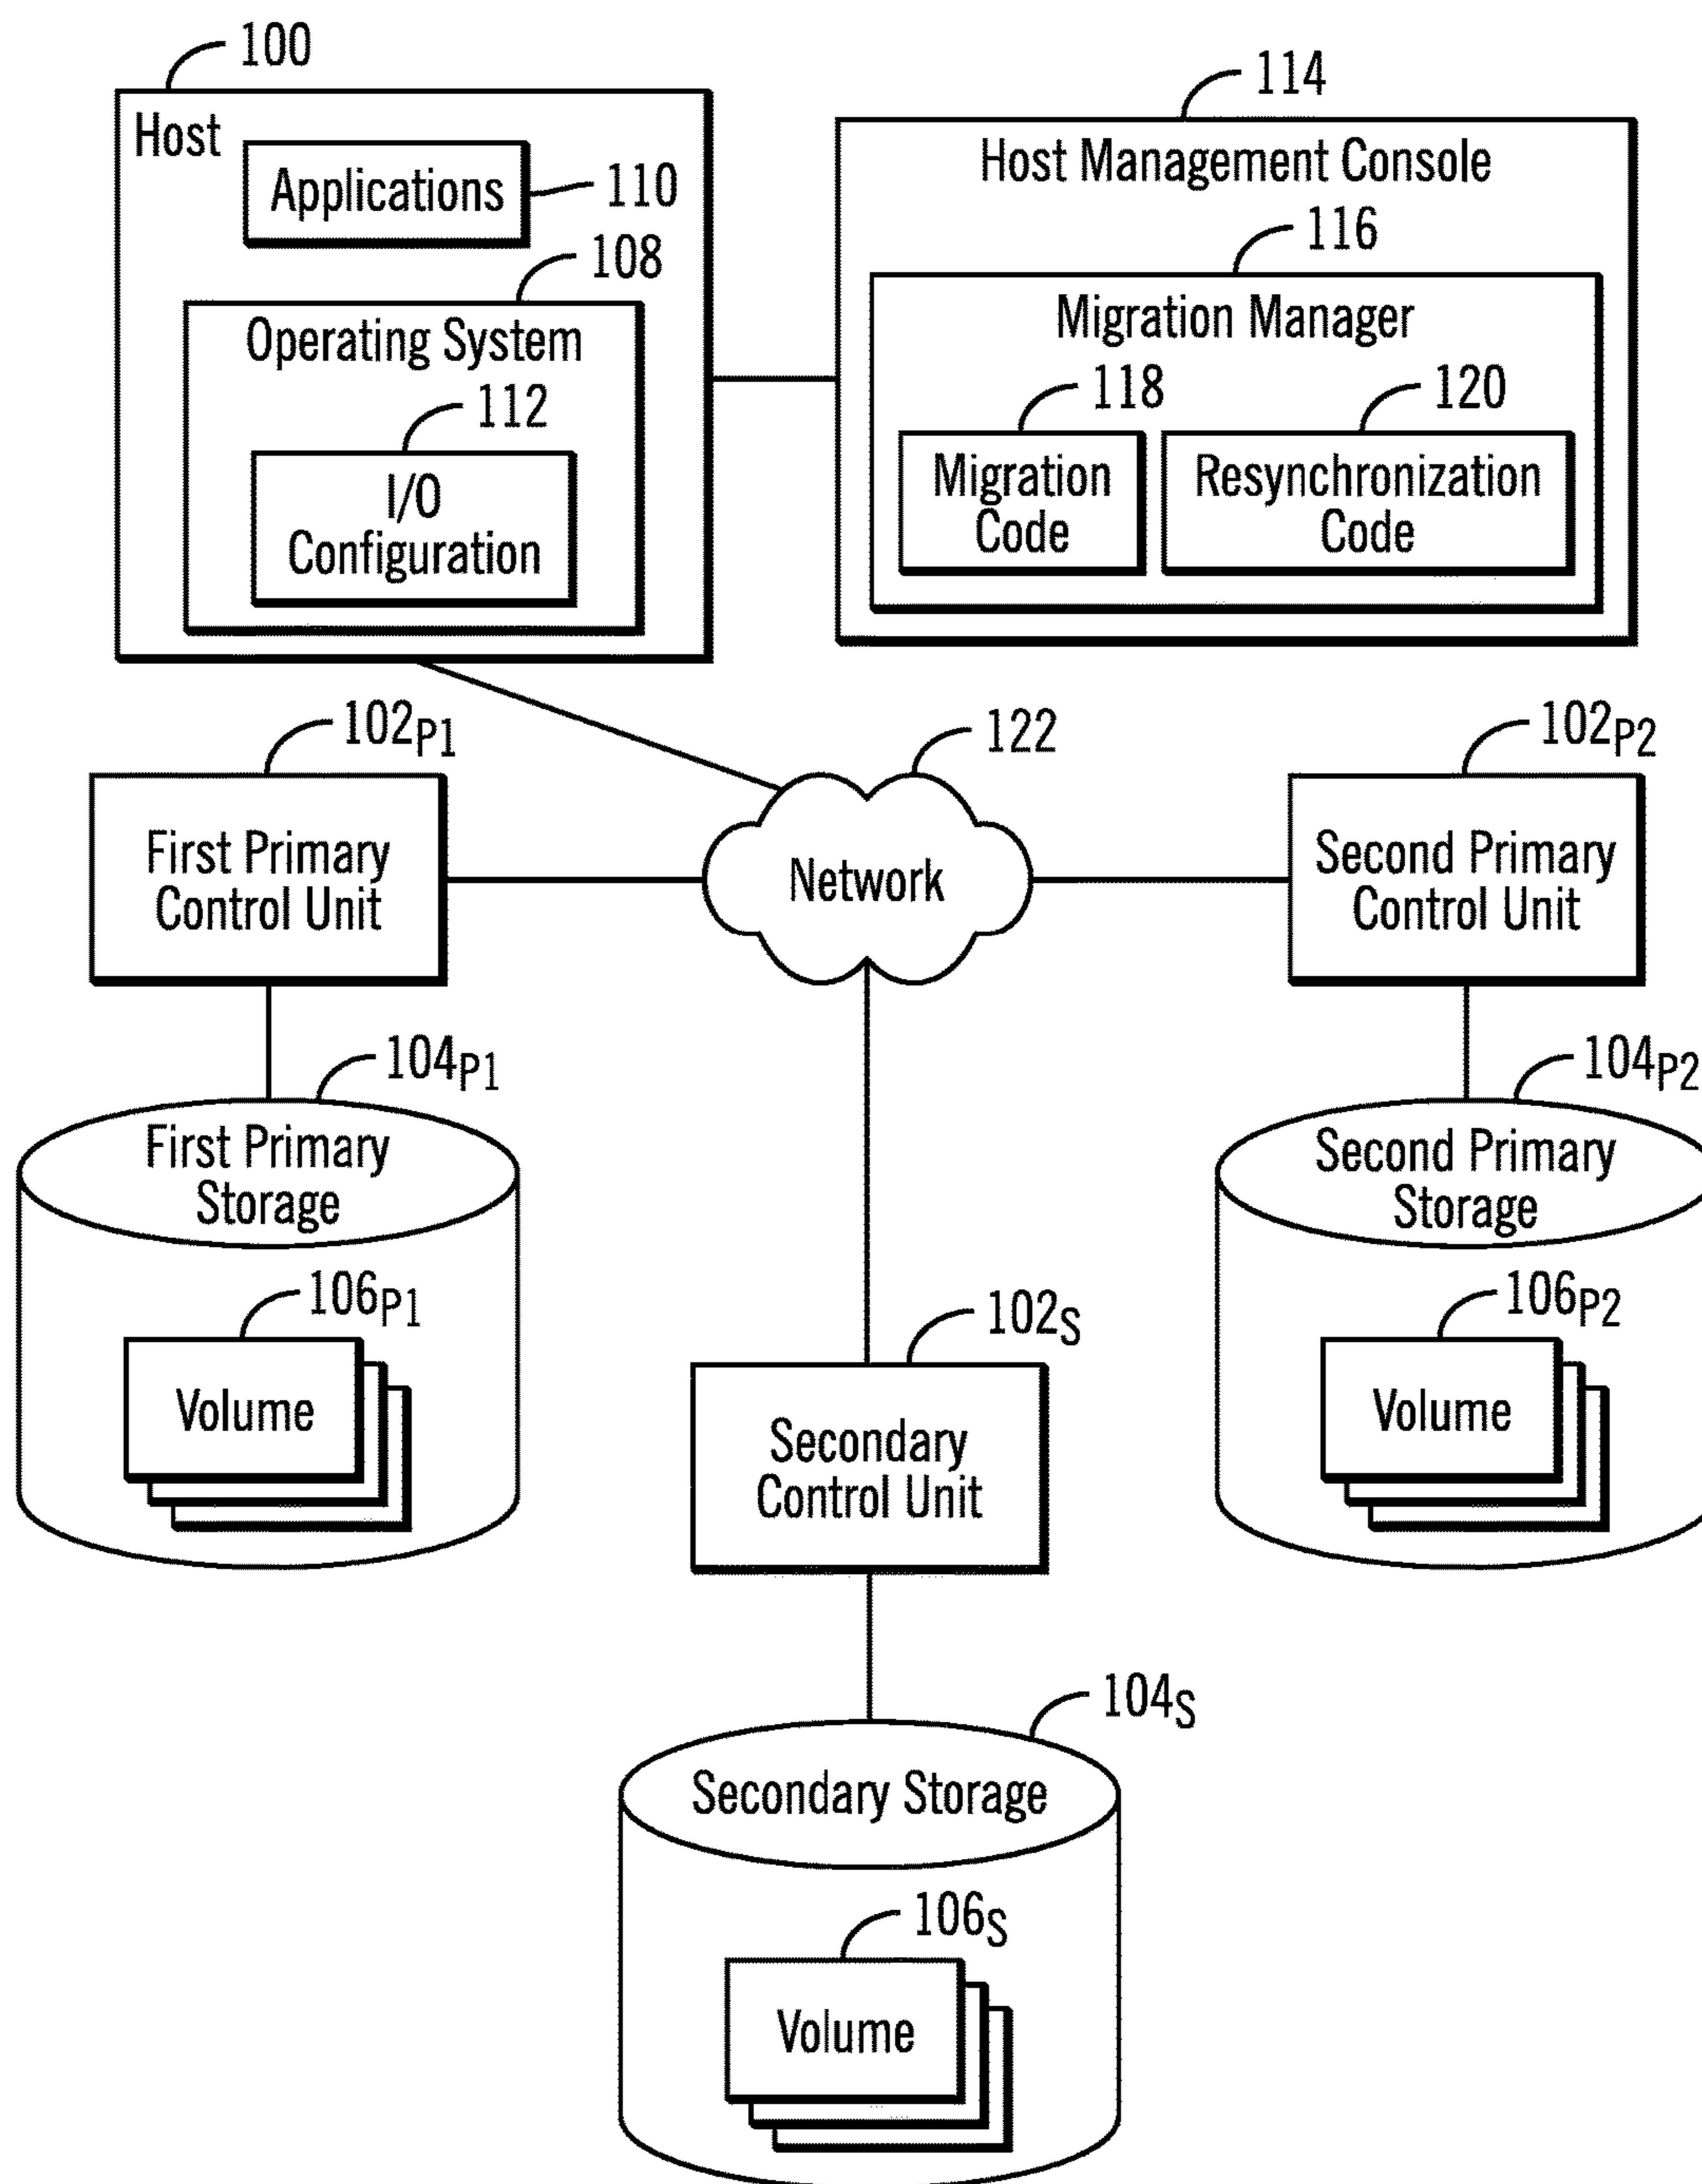 100
Host
Applications
110
108
Operating System
112
I/O
Configuration
114
Host Management Console
116
Migration Manager
118
120
Migration
Code
Resynchronization
Code
102P1
First Primary
Control Unit
122
Network
102P2
Second Primary
Control Unit
104P1
First Primary
Storage
106P1
Volume
104P2
Second Primary
Storage
106P2
Volume
102S
Secondary
Control Unit
104S
Secondary Storage
106S
Volume